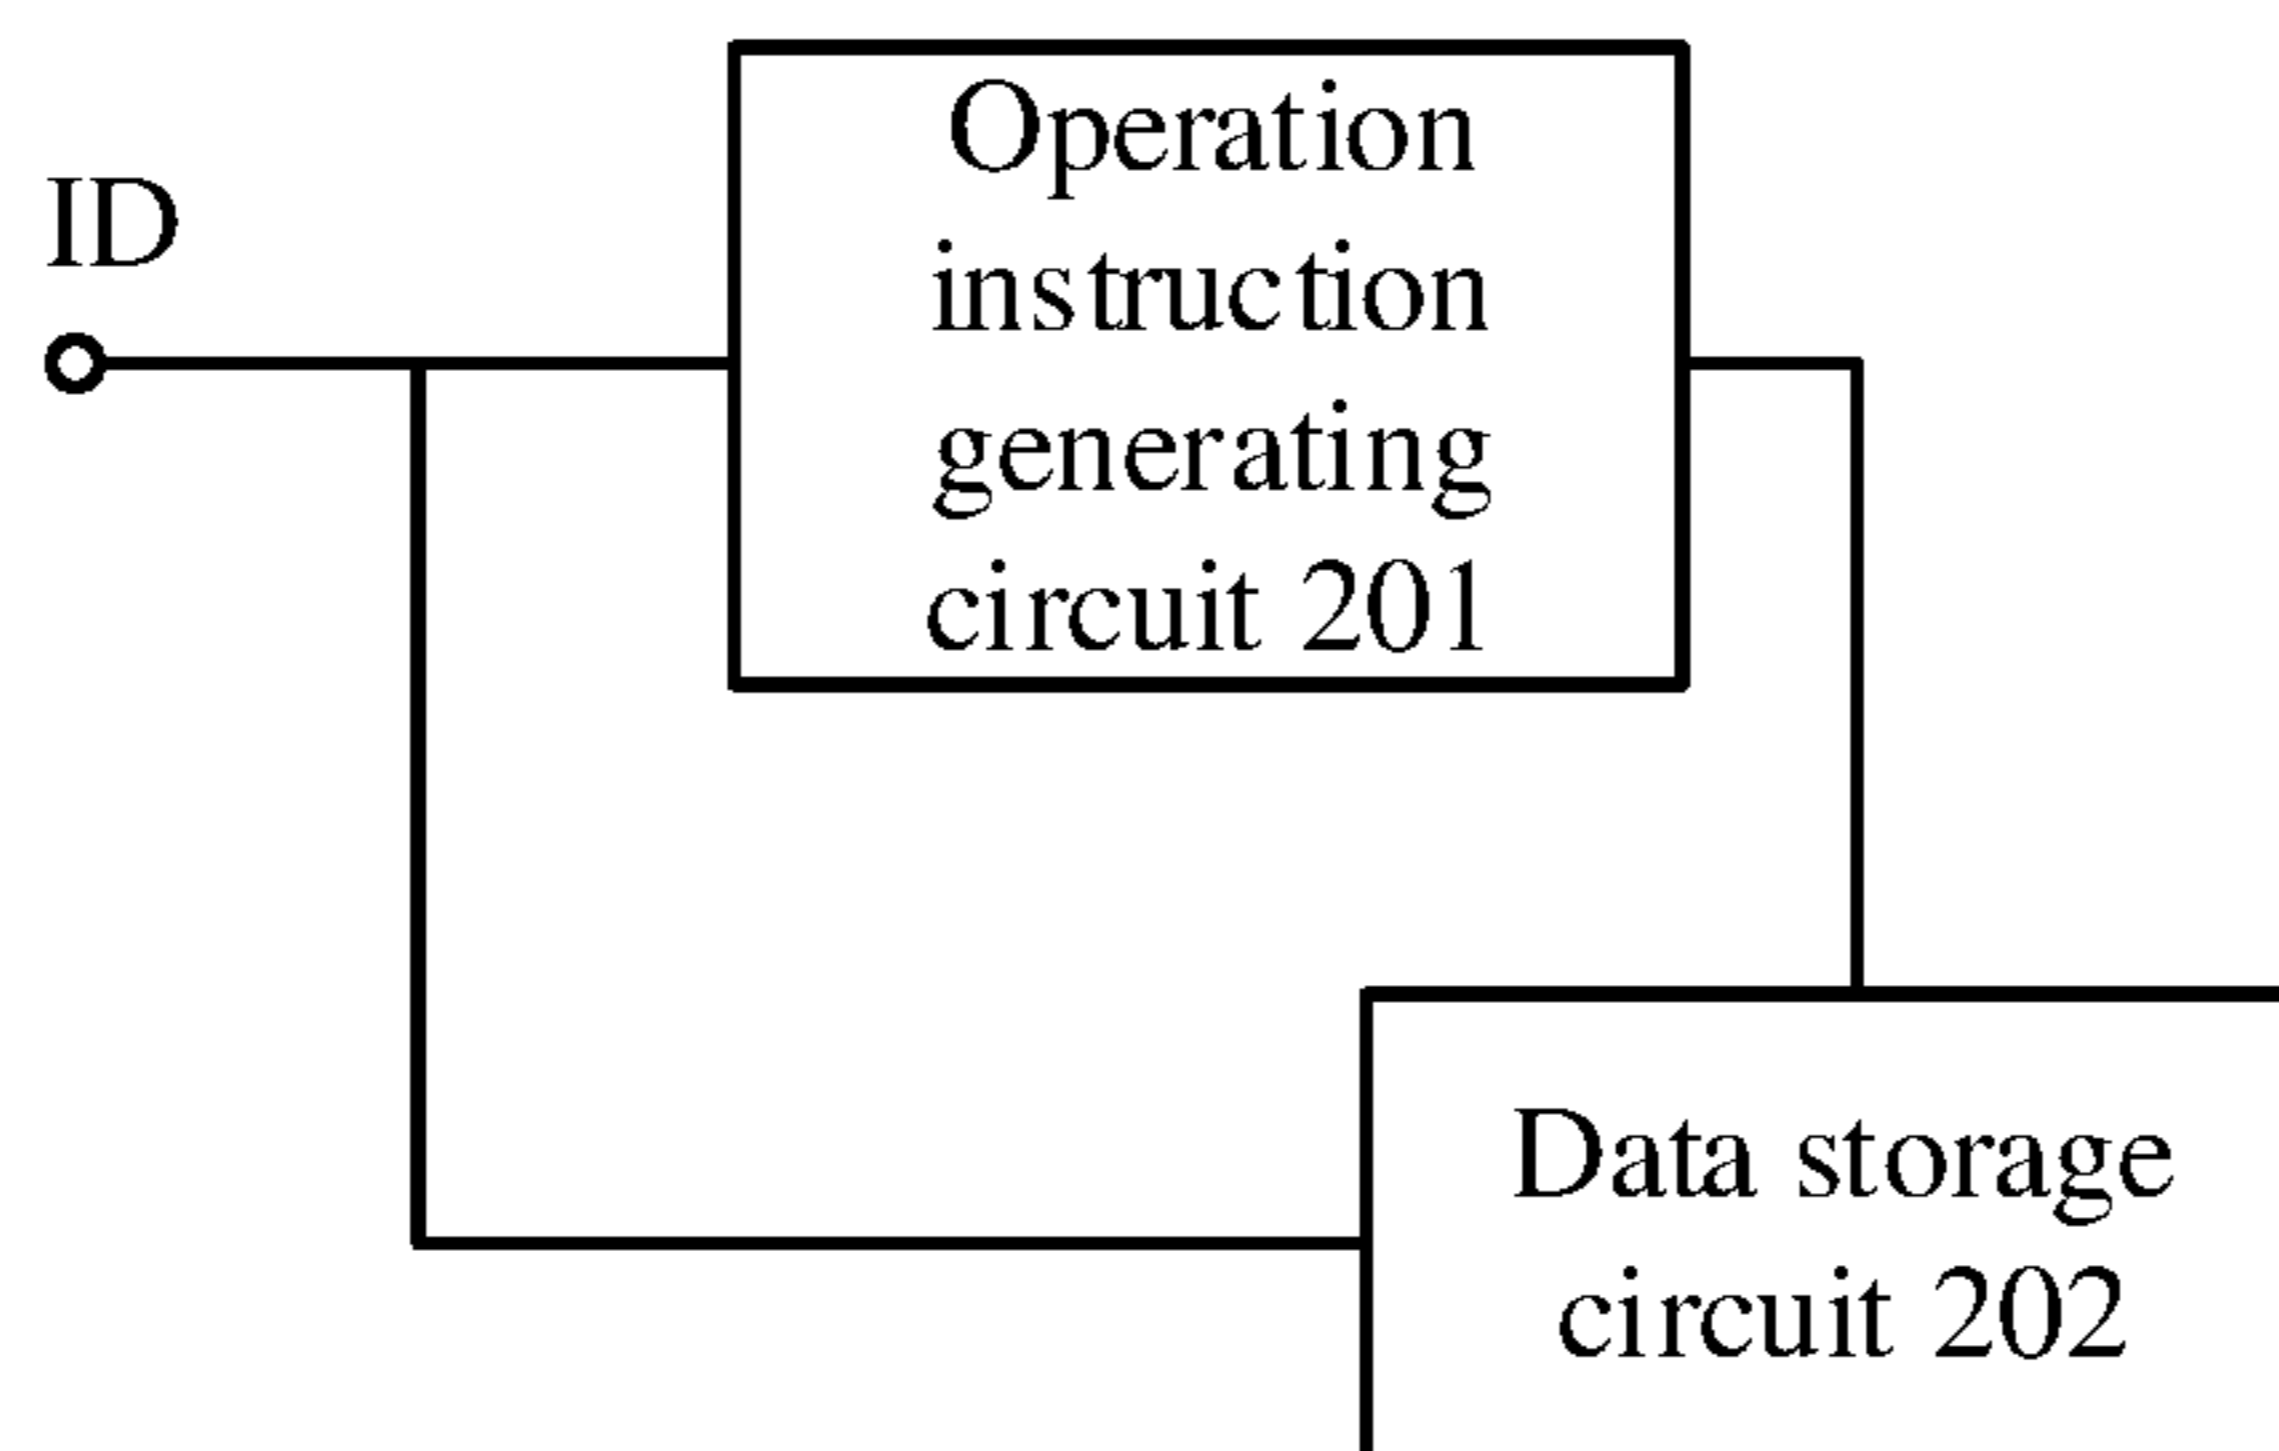 ID
Operation
instruction
generating
circuit 201
Data storage
circuit 202